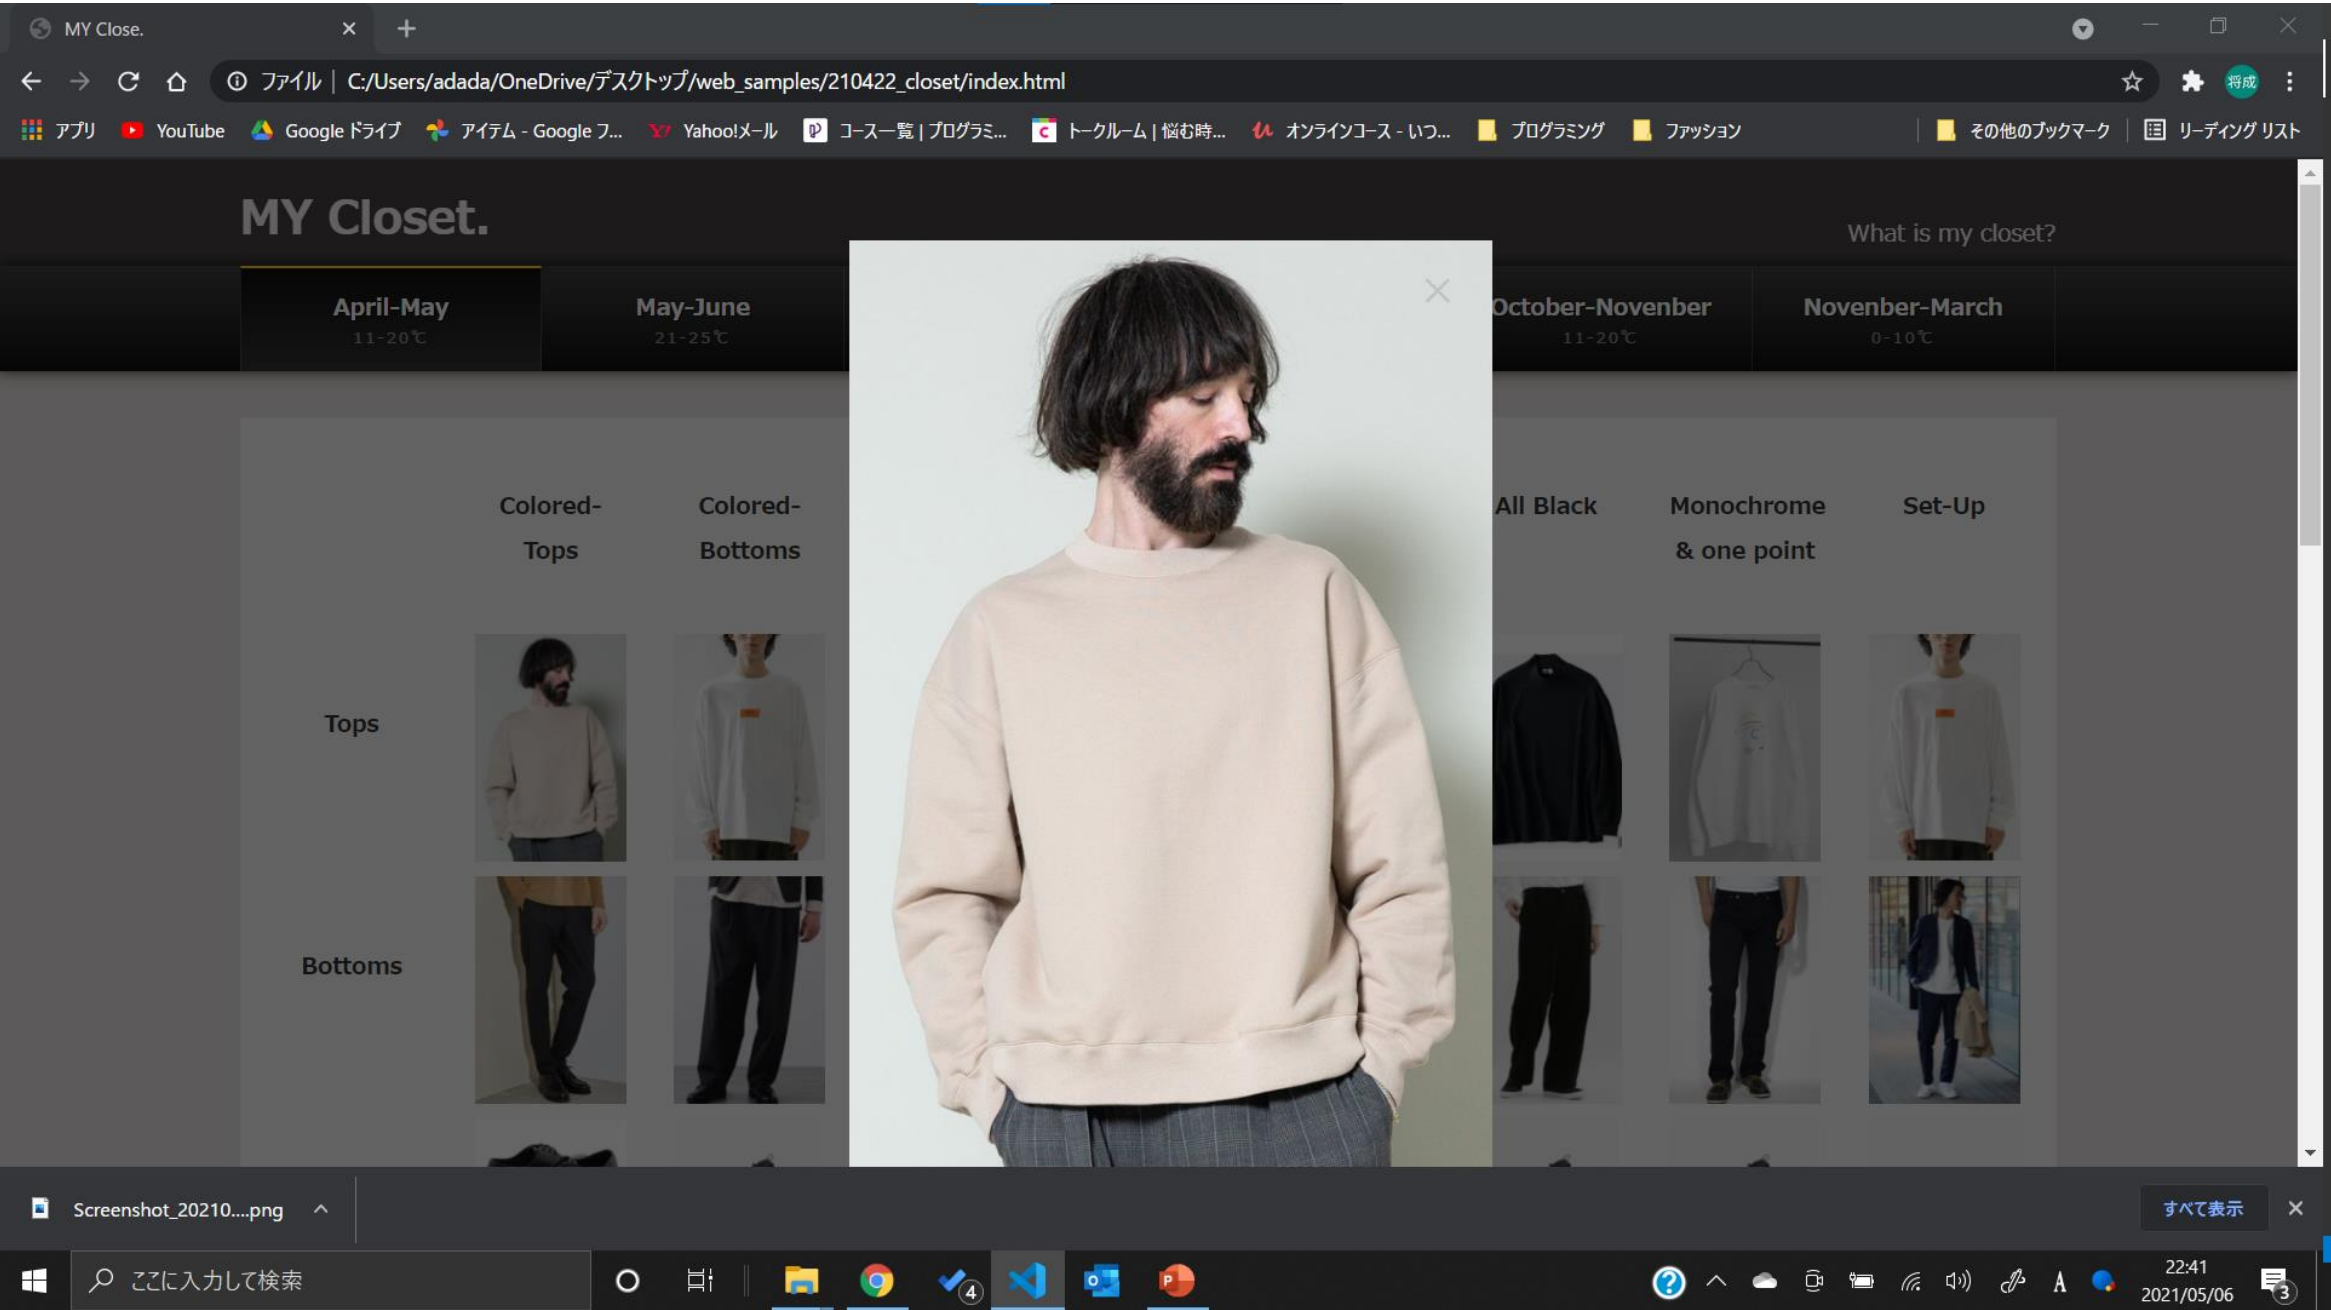 MY Close.
ファイル | C:/Users/adada/OneDrive/デスクトップ/web_samples/210422_closet/index.html
将成
アプリ YouTube Google ドライブ アイテム - Google フ... Yahoo!メール コース一覧 | プログラミ... トークルーム | 悩む時... オンラインコース - いつ... プログラミング ファッション その他のブックマーク リーディング リスト
MY Closet.
What is my closet?
April-May
11-20℃
May-June
21-25℃
October-Novenber
11-20℃
Novenber-March
0-10℃
Colored-
Tops
Colored-
Bottoms
All Black
Monochrome
& one point
Set-Up
Tops
Bottoms
Screenshot_20210....png
すべて表示
ここに入力して検索
4
A
22:41
2021/05/06
3